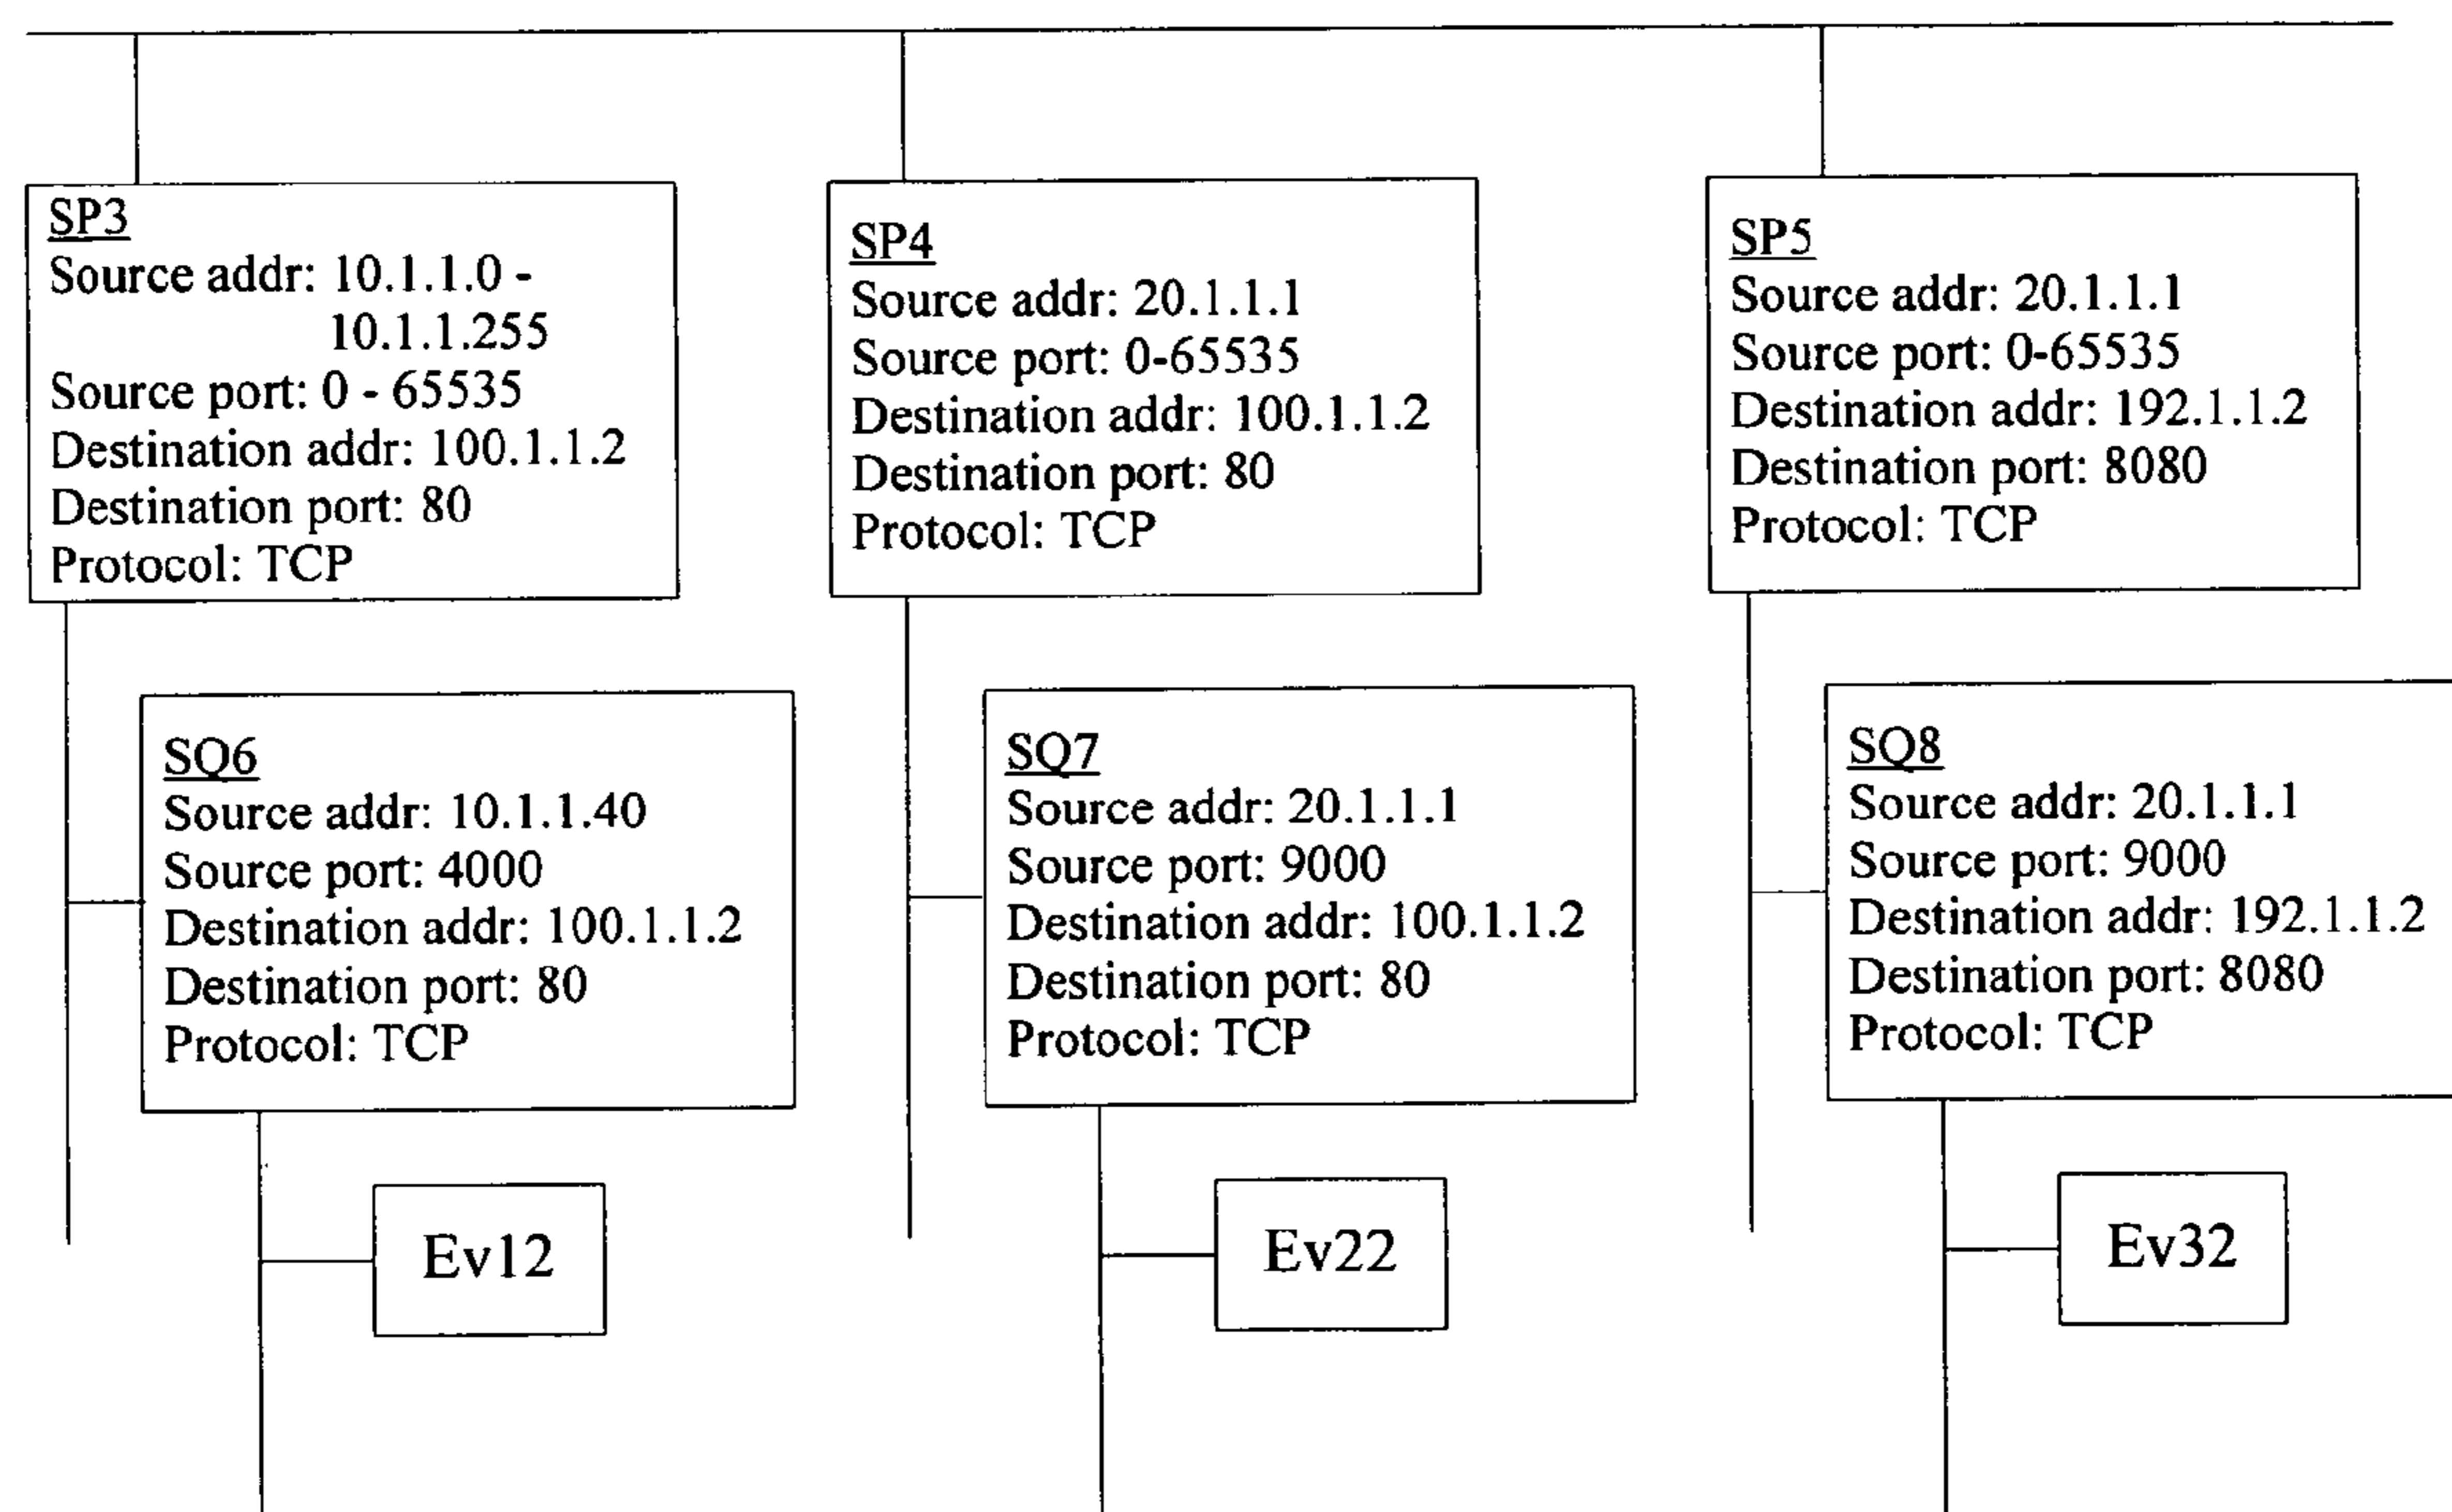 SP3
Source addr: 10.1.1.0 -
10.1.1.255
Source port: 0 - 65535
Destination addr: 100.1.1.2
Destination port: 80
Protocol: TCP
SP4
Source addr: 20.1.1.1
Source port: 0-65535
Destination addr: 100.1.1.2
Destination port: 80
Protocol: TCP
SP5
Source addr: 20.1.1.1
Source port: 0-65535
Destination addr: 192.1.1.2
Destination port: 8080
Protocol: TCP
SQ6
Source addr: 10.1.1.40
Source port: 4000
Destination addr: 100.1.1.2
Destination port: 80
Protocol: TCP
SQ7
Source addr: 20.1.1.1
Source port: 9000
Destination addr: 100.1.1.2
Destination port: 80
Protocol: TCP
SQ8
Source addr: 20.1.1.1
Source port: 9000
Destination addr: 192.1.1.2
Destination port: 8080
Protocol: TCP
Ev12
Ev22
Ev32